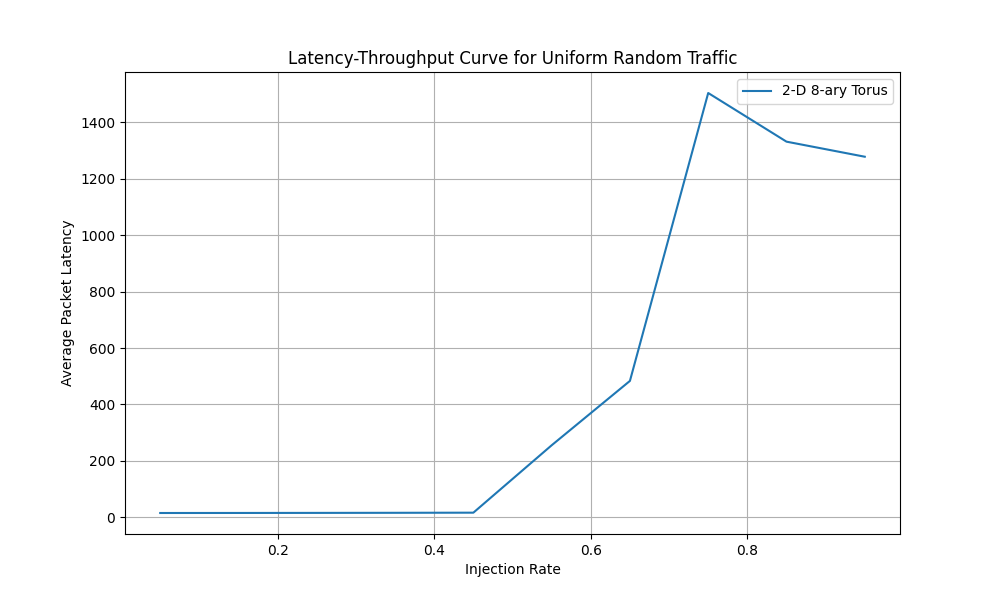 Latency-Throughput Curve for Uniform Random Traffic
2-D 8-ary Torus
1400
1200
1000
800
600
400
200
0
0.2 0.4 0.6 0.8
Average Packet Latency
Injection Rate